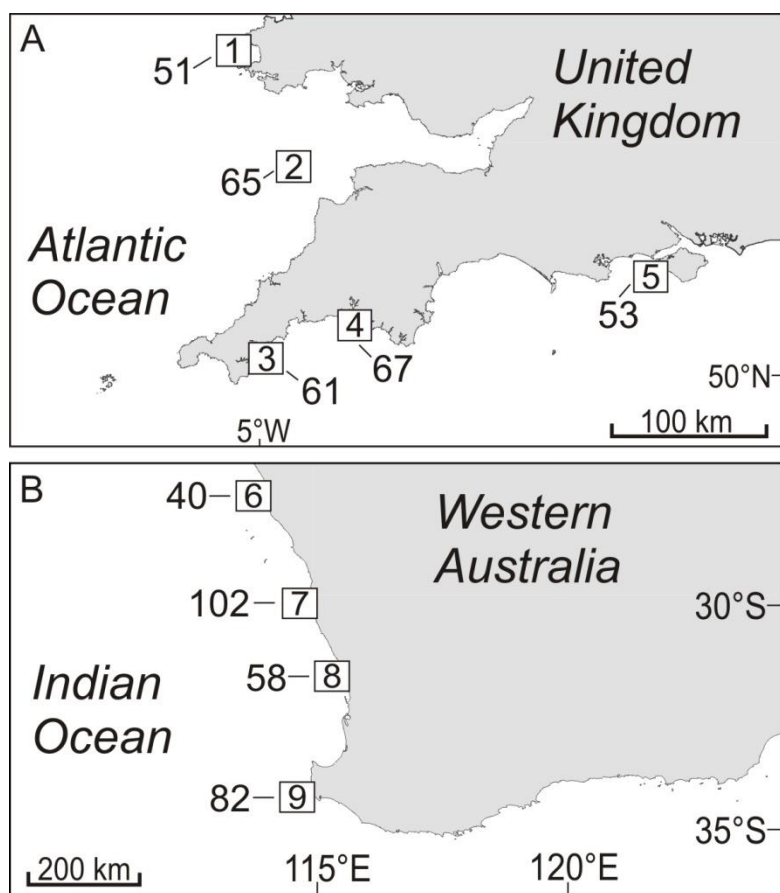 A
1
51
United
Kingdom
2
65
Atlantic
Ocean
5
53
4
3
67
61
50°N
5°W
100 km
B
6
40
Western
Australia
7
102
30°S
8
58
Indian
Ocean
9
82
35°S
200 km
115°E
120°E